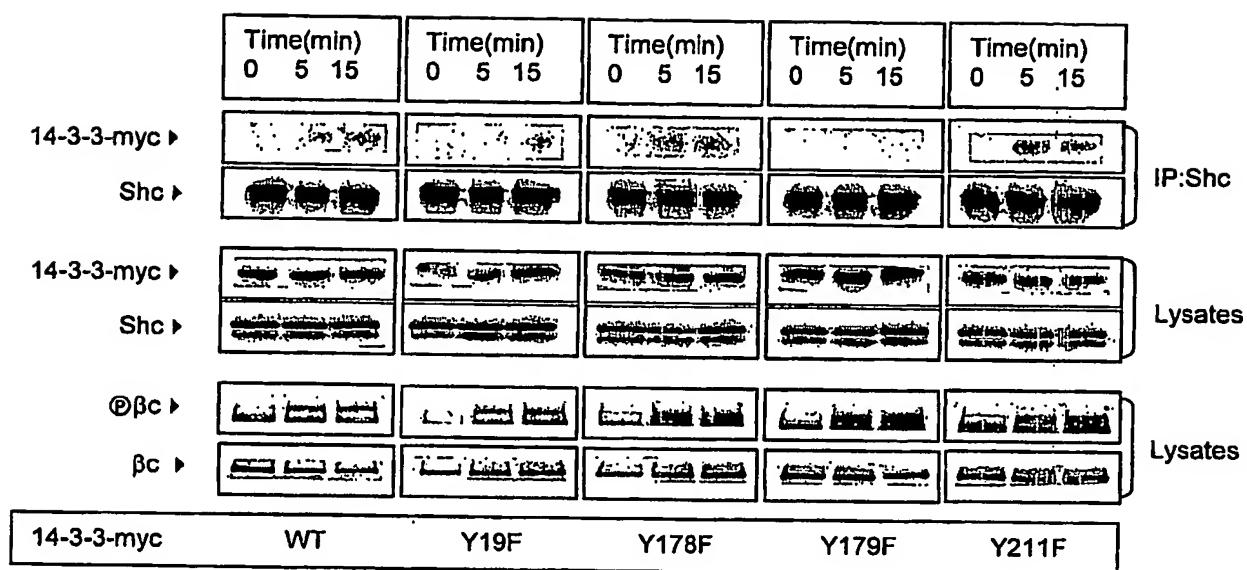 Time(min) Time(min) Time(min) Time(min) Time(min)
0 5 15 0 5 15 0 5 15 0 5 15 0 5 15
14-3-3-myc ▸
Shc ▸
IP:Shc
14-3-3-myc ▸
Shc ▸
Lysates
Ⓟβc ▸
βc ▸
Lysates
14-3-3-myc WT Y19F Y178F Y179F Y211F